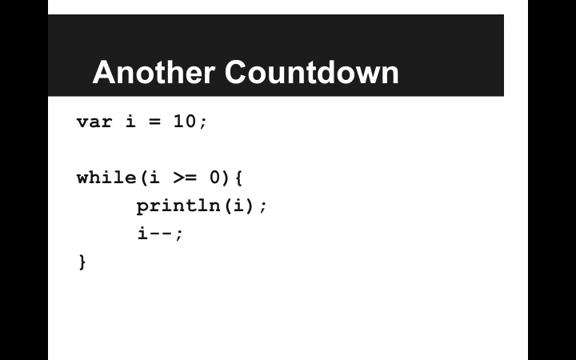 Another Countdown
var i = 10;
while(i >= 0){
println(i);
i--;
}